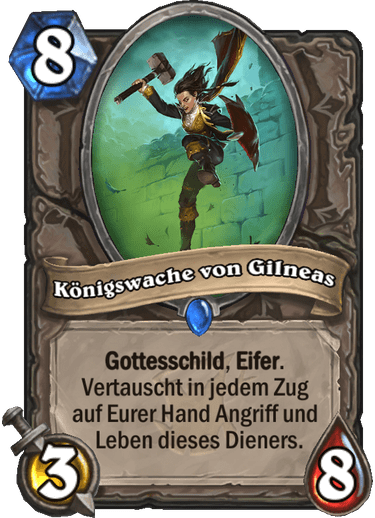 8
Königswache von Gilneas
Gottesschild, Eifer.
Vertauscht in jedem Zug
auf Eurer Hand Angriff und
Leben dieses Dieners.
3
8